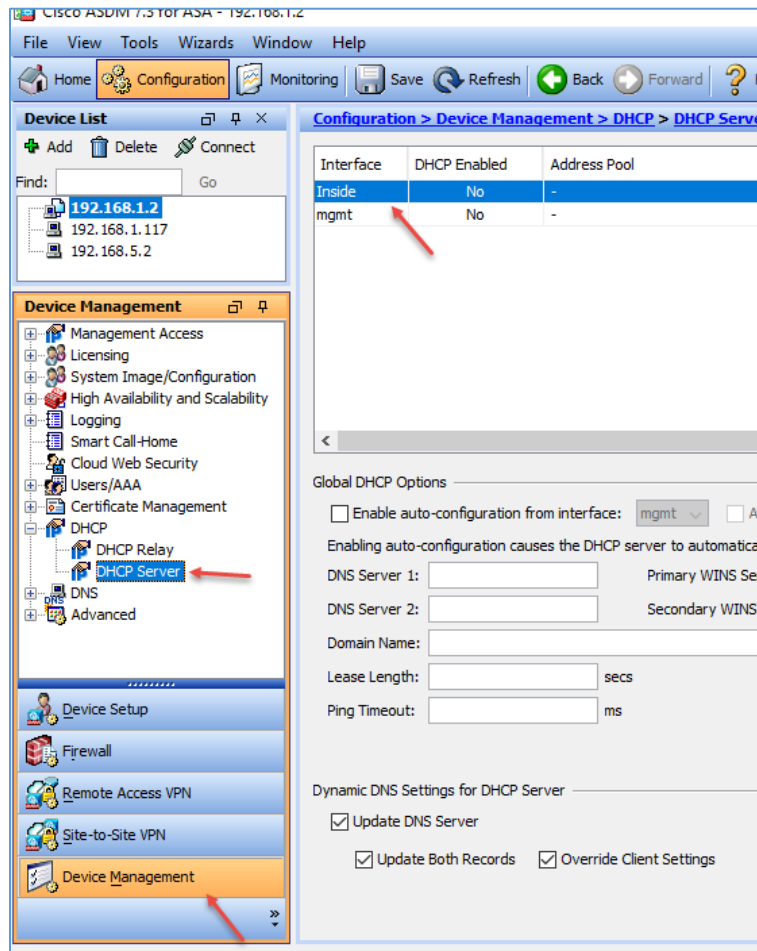 Cisco ASDM 7.3 for ASA - 192.168.1.2
File View Tools Wizards Window Help
Home Configuration Monitoring Save Refresh Back Forward
Device List
Add Delete Connect
Find: Go
192.168.1.2
192.168.1.117
192.168.5.2
Device Management
Management Access
Licensing
System Image/Configuration
High Availability and Scalability
Logging
Smart Call-Home
Cloud Web Security
Users/AAA
Certificate Management
DHCP
DHCP Relay
DHCP Server
DNS
Advanced
Device Setup
Firewall
Remote Access VPN
Site-to-Site VPN
Device Management
Configuration > Device Management > DHCP > DHCP Serve
Interface DHCP Enabled Address Pool
Inside No -
mgmt No -
Global DHCP Options
Enable auto-configuration from interface: mgmt A
Enabling auto-configuration causes the DHCP server to automatica
DNS Server 1: Primary WINS Se
DNS Server 2: Secondary WINS
Domain Name:
Lease Length: secs
Ping Timeout: ms
Dynamic DNS Settings for DHCP Server
Update DNS Server
Update Both Records Override Client Settings